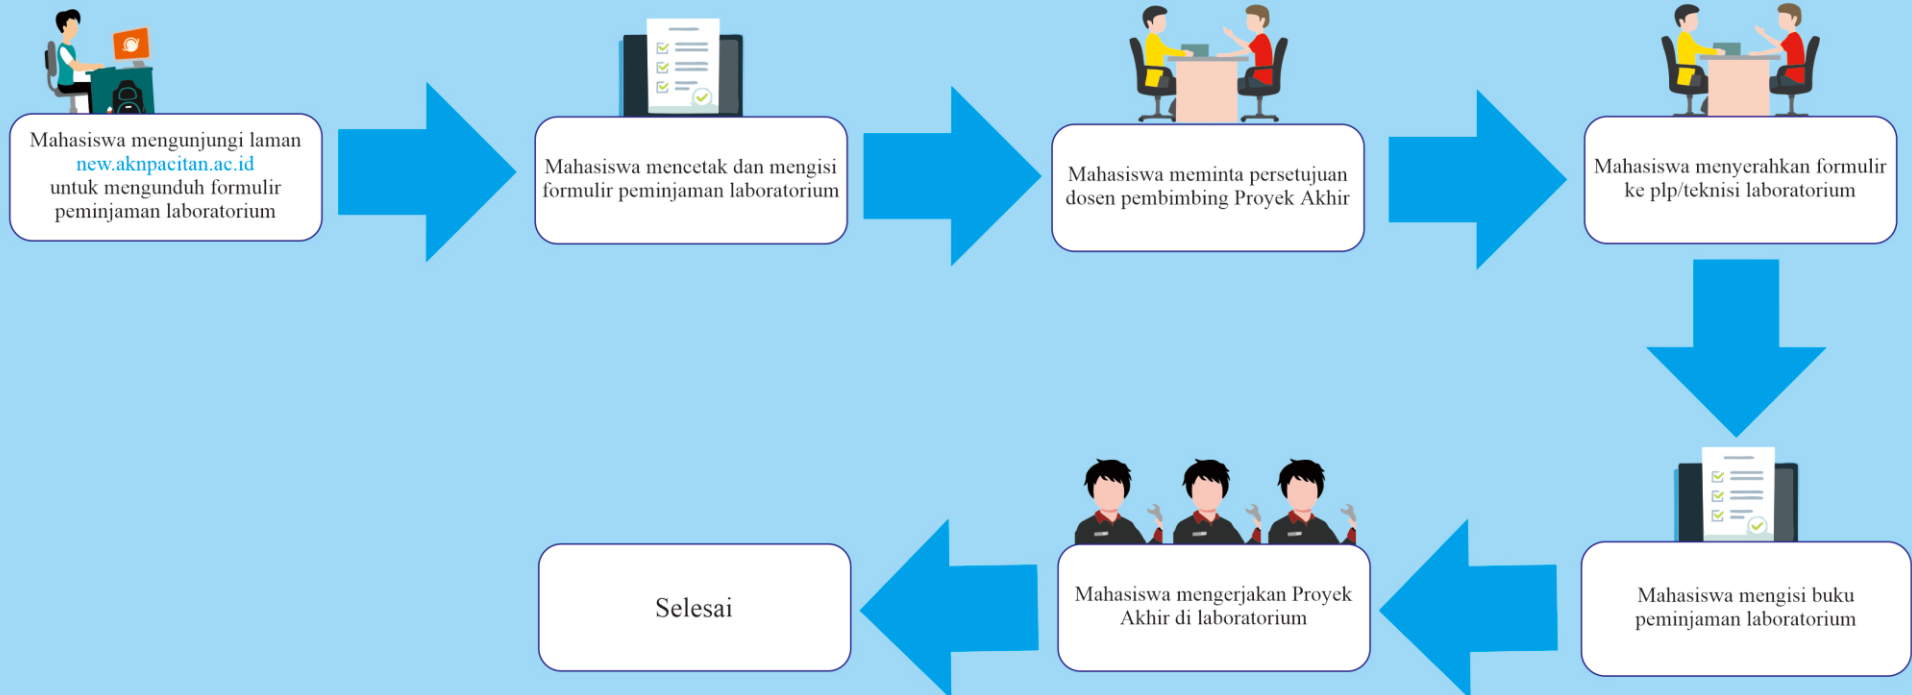 Mahasiswa mengunjungi laman
new.aknpacitan.ac.id
untuk mengunduh formulir
peminjaman laboratorium
Mahasiswa mencetak dan mengisi
formulir peminjaman laboratorium
Mahasiswa meminta persetujuan
dosen pembimbing Proyek Akhir
Mahasiswa menyerahkan formulir
ke plp/teknisi laboratorium
Mahasiswa mengisi buku
peminjaman laboratorium
Mahasiswa mengerjakan Proyek
Akhir di laboratorium
Selesai